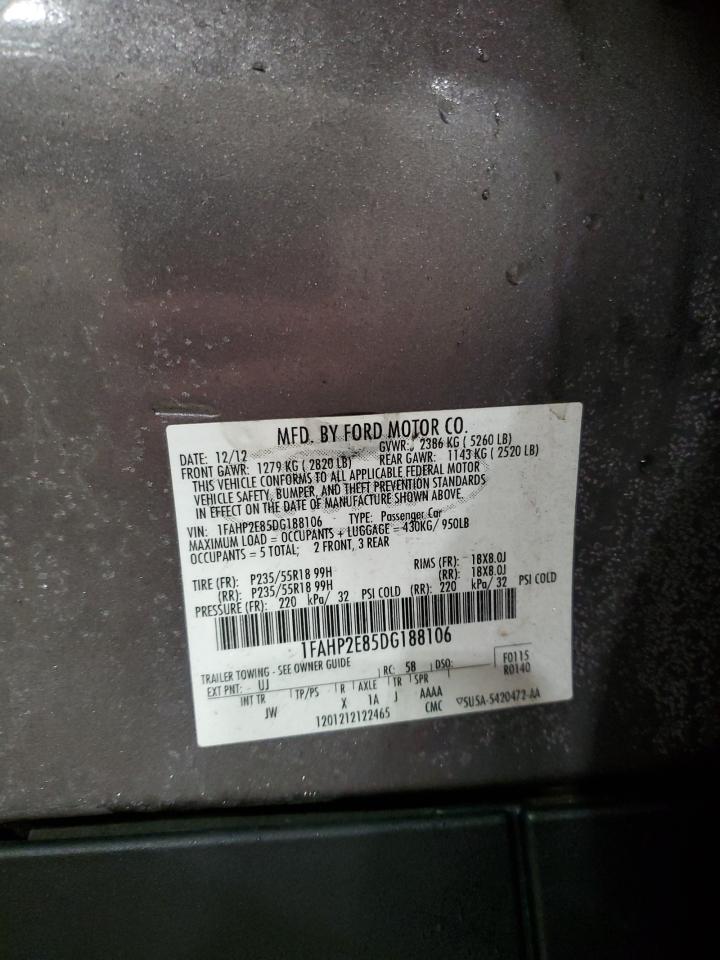 MFD. BY FORD MOTOR CO.
DATE: 12/12 GVWR: 2386 KG ( 5260 LB)
FRONT GAWR: 1279 KG ( 2820 LB) REAR GAWR: 1143 KG ( 2520 LB)
THIS VEHICLE CONFORMS TO ALL APPLICABLE FEDERAL MOTOR
VEHICLE SAFETY, BUMPER, AND THEFT PREVENTION STANDARDS
IN EFFECT ON THE DATE OF MANUFACTURE SHOWN ABOVE.
VIN: 1FAHP2E85DG188106 TYPE: Passenger Car
MAXIMUM LOAD = OCCUPANTS + LUGGAGE = 430KG/ 950LB
OCCUPANTS = 5 TOTAL; 2 FRONT, 3 REAR
TIRE (FR): P235/55R18 99H RIMS (FR): 18X8.0J
(RR): P235/55R18 99H (RR): 18X8.0J
PRESSURE (FR): 220 kPa/ 32 PSI COLD (RR): 220 kPa/ 32 PSI COLD
1FAHP2E85DG188106
F0115
R0140
TRAILER TOWING - SEE OWNER GUIDE
EXT PNT: UJ RC: 58 DSO:
INT TR TP/PS R AXLE TR SPR
JW X 1A J AAAA
1201212122465 CMC ▽5U5A-5420472-AA